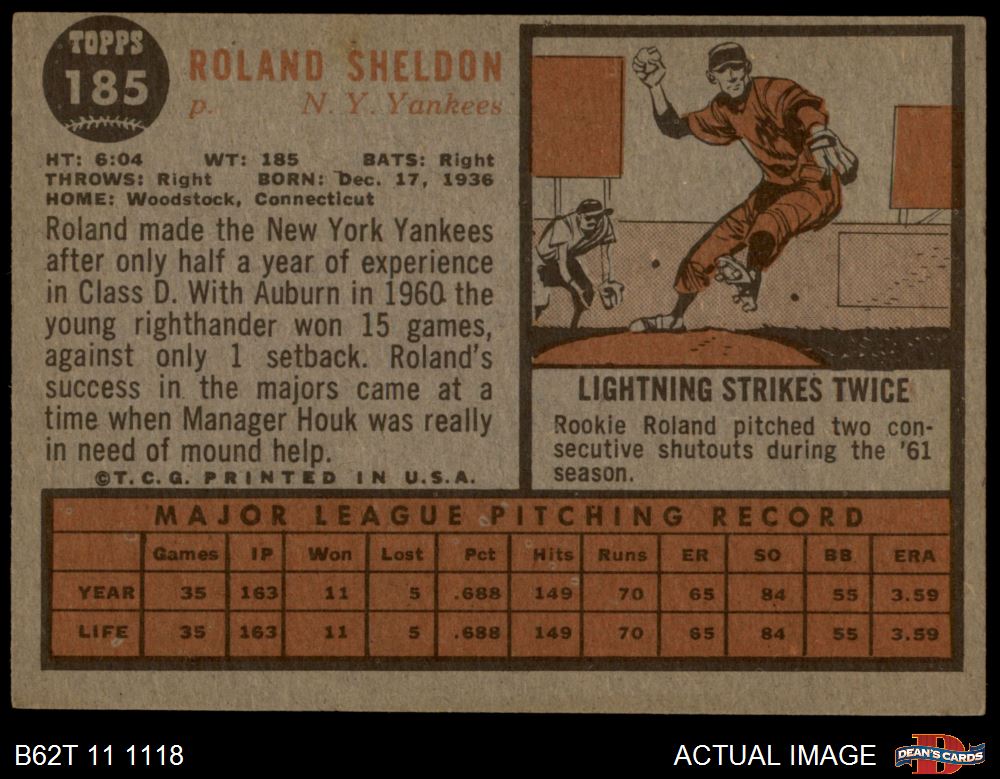 TOPPS
185
ROLAND SHELDON
p. N. Y. Yankees
HT: 6:04 WT: 185 BATS: Right
THROWS: Right BORN: Dec. 17, 1936
HOME: Woodstock, Connecticut
Roland made the New York Yankees
after only half a year of experience
in Class D. With Auburn in 1960 the
young righthander won 15 games,
against only 1 setback. Roland's
success in the majors came at a
time when Manager Houk was really
in need of mound help.
©T.C.G. PRINTED IN U.S.A.
LIGHTNING STRIKES TWICE
Rookie Roland pitched two con-
secutive shutouts during the '61
season.
MAJOR LEAGUE PITCHING RECORD
Games IP Won Lost Pct Hits Runs ER SO BB ERA
YEAR 35 163 11 5 .688 149 70 65 84 55 3.59
LIFE 35 163 11 5 .688 149 70 65 84 55 3.59
B62T 11 1118 ACTUAL IMAGE DEAN'S CARDS